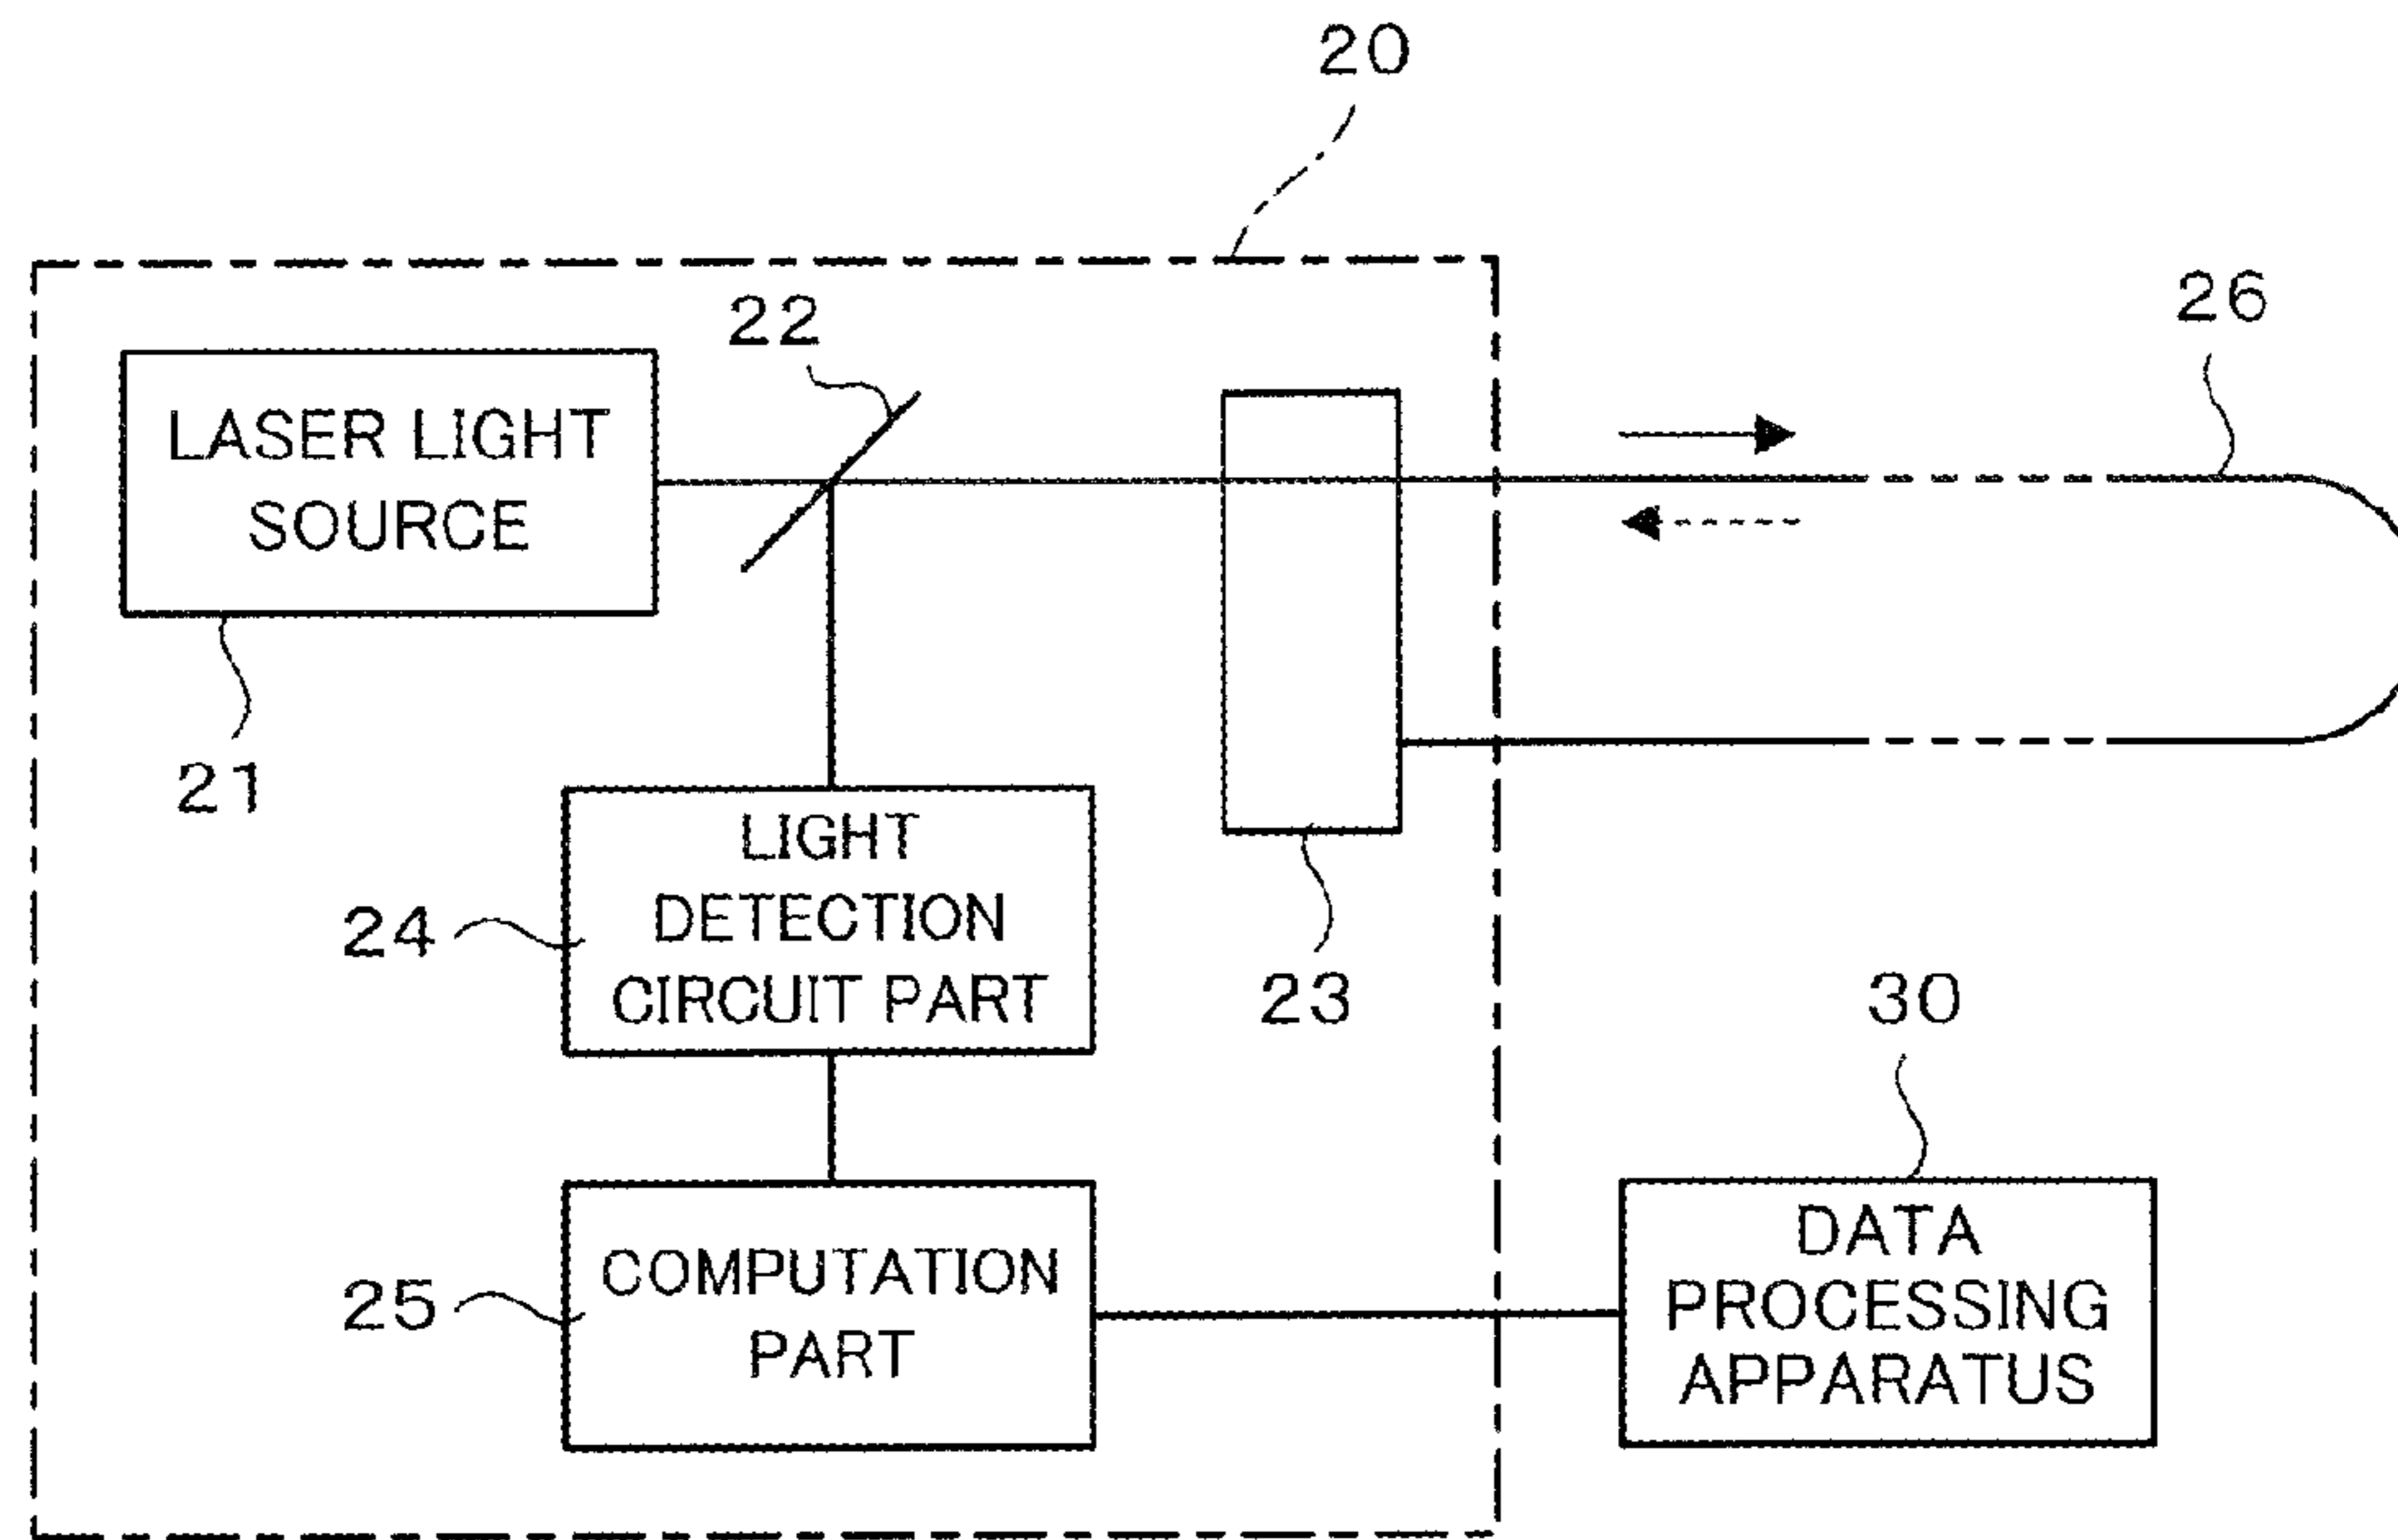 20
26
22
LASER LIGHT
SOURCE
21
LIGHT
DETECTION
CIRCUIT PART
24
23
30
COMPUTATION
PART
25
DATA
PROCESSING
APPARATUS